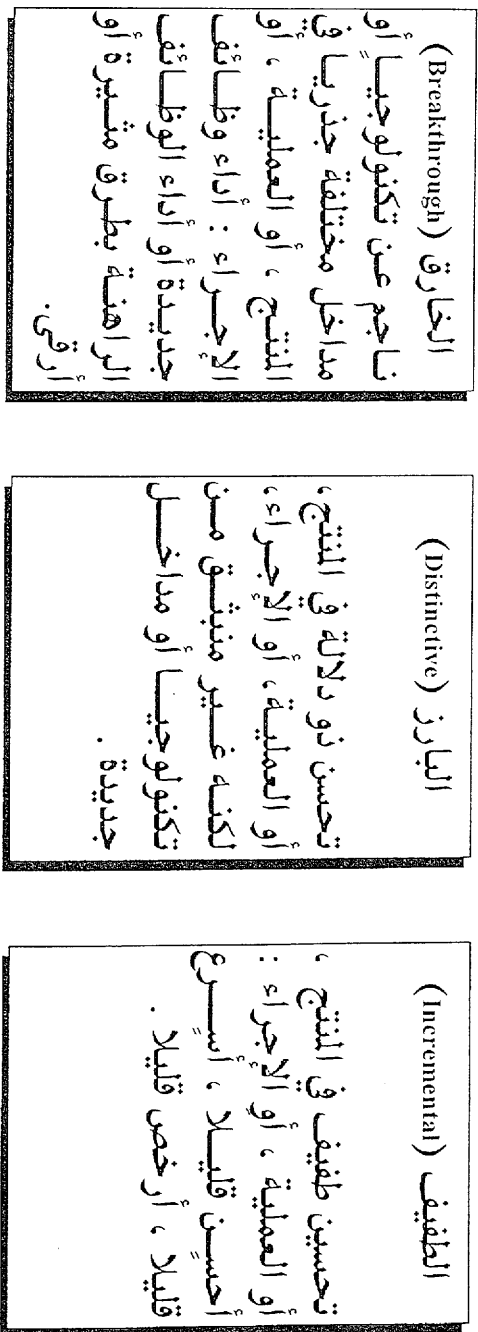 الخارق (Breakthrough)
ناجم عن تكنولوجيا أو
مداخل مختلفة جذريا في
المنتج ، أو العملية ، أو
الإجراء : أداء وظائف
جديدة أو أداء الوظائف
الراهنة بطرق مثيرة أو
أرقى.
البارز (Distinctive)
تحسن ذو دلالة في المنتج ،
أو العملية ، أو الإجراء ،
لكنه غير منبثق من
تكنولوجيا أو مداخل
جديدة .
الطفيف (Incremental)
تحسين طفيف في المنتج ،
أو العملية ، أو الإجراء :
أحسن قليلا ، أسرع
قليلا ، أرخص قليلا .